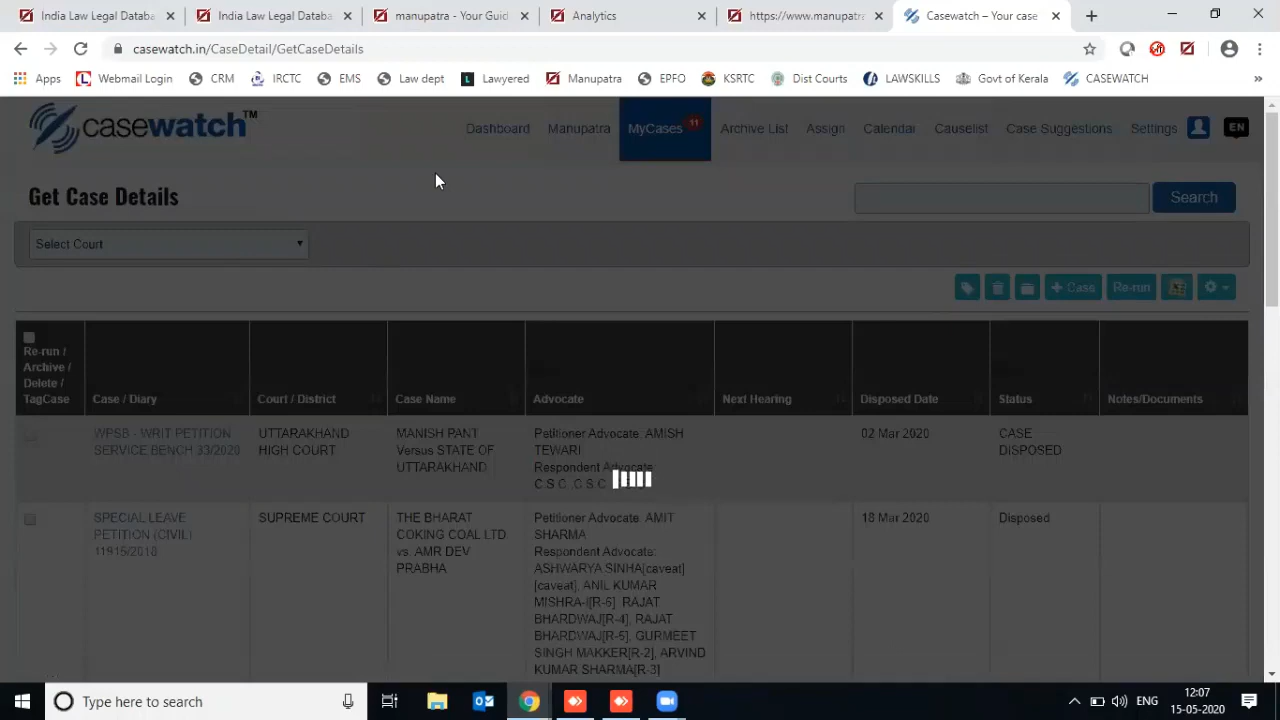 India Law Legal Databa
India Law Legal Databa
manupatra - Your Guid
Analytics
https://www.manupatra
Casewatch – Your case
casewatch.in/CaseDetail/GetCaseDetails
Apps
Webmail Login
CRM
IRCTC
EMS
Law dept
Lawyered
Manupatra
EPFO
KSRTC
Dist Courts
LAWSKILLS
Govt of Kerala
CASEWATCH
casewatch™
Dashboard
Manupatra
MyCases 11
Archive List
Assign
Calendar
Causelist
Case Suggestions
Settings
EN
Get Case Details
Search
Select Court
+ Case
Re-run
Re-run /
Archive /
Delete /
TagCase
Case / Diary
Court / District
Case Name
Advocate
Next Hearing
Disposed Date
Status
Notes/Documents
WPSB - WRIT PETITION
SERVICE BENCH 33/2020
UTTARAKHAND
HIGH COURT
MANISH PANT
Versus STATE OF
UTTARAKHAND
Petitioner Advocate: AMISH
TEWARI
Respondent Advocate:
C.S.C.,C.S.C.
02 Mar 2020
CASE
DISPOSED
SPECIAL LEAVE
PETITION (CIVIL)
11915/2018
SUPREME COURT
THE BHARAT
COKING COAL LTD
vs. AMR DEV
PRABHA
Petitioner Advocate: AMIT
SHARMA
Respondent Advocate:
ASHWARYA SINHA[caveat]
[caveat], ANIL KUMAR
MISHRA-I[R-6] RAJAT
BHARDWAJ[R-4], RAJAT
BHARDWAJ[R-5], GURMEET
SINGH MAKKER[R-2], ARVIND
KUMAR SHARMA[R-3]
18 Mar 2020
Disposed
Type here to search
ENG
12:07
15-05-2020